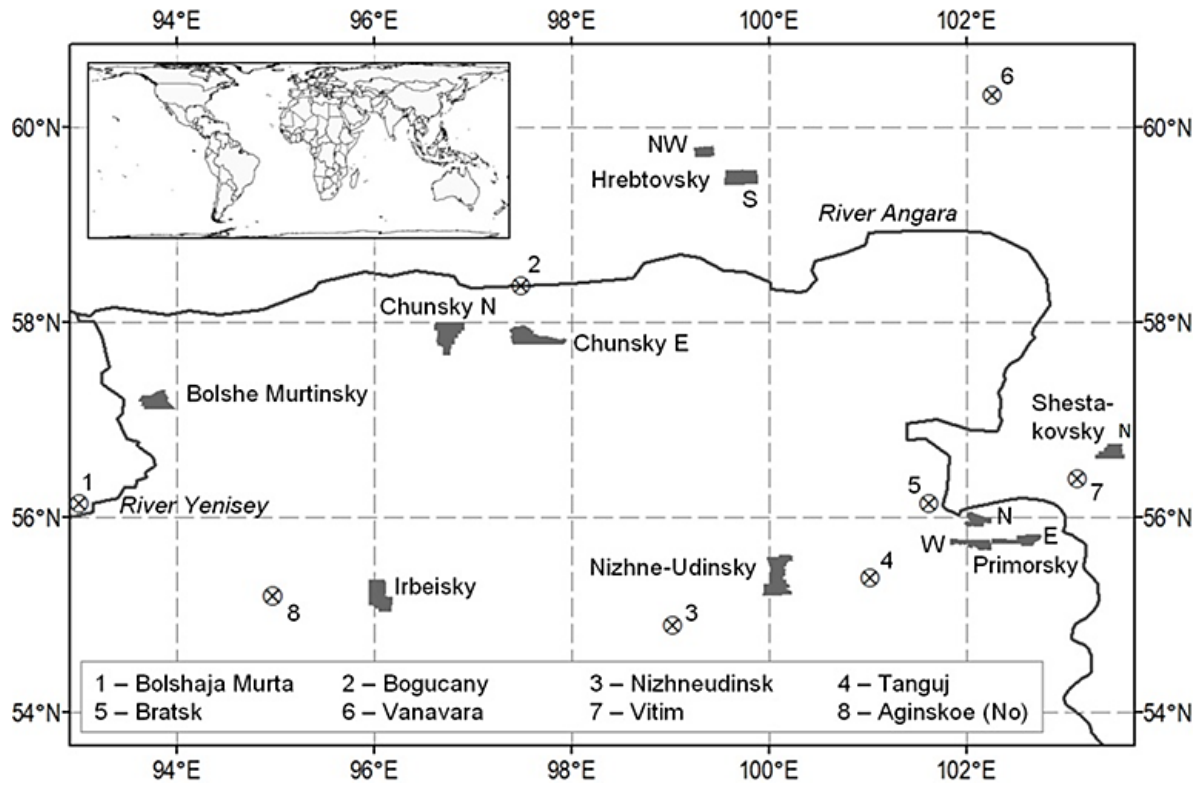 94°E 96°E 98°E 100°E 102°E
6
60°N 60°N
NW
Hrebtovsky
S
River Angara
2
Chunsky N
58°N 58°N
Chunsky E
Bolshe Murtinsky
Shesta-
kovsky N
1
5
7
River Yenisey
56°N 56°N
N
W E
Primorsky
Nizhne-Udinsky
4
Irbeisky
8
3
1 – Bolshaja Murta 2 – Bogucany 3 – Nizhneudinsk 4 – Tanguj
5 – Bratsk 6 – Vanavara 7 – Vitim 8 – Aginskoe (No)
54°N 54°N
94°E 96°E 98°E 100°E 102°E